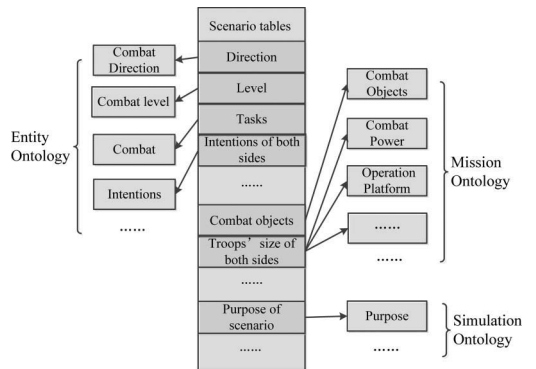 Scenario tables
Direction
Level
Tasks
Intentions of both
sides
......
Combat objects
Troops' size of
both sides
......
Purpose of
scenario
......
Entity
Ontology
Combat
Direction
Combat level
Combat
Intentions
......
Combat
Objects
Combat
Power
Operation
Platform
......
......
Mission
Ontology
Purpose
......
Simulation
Ontology